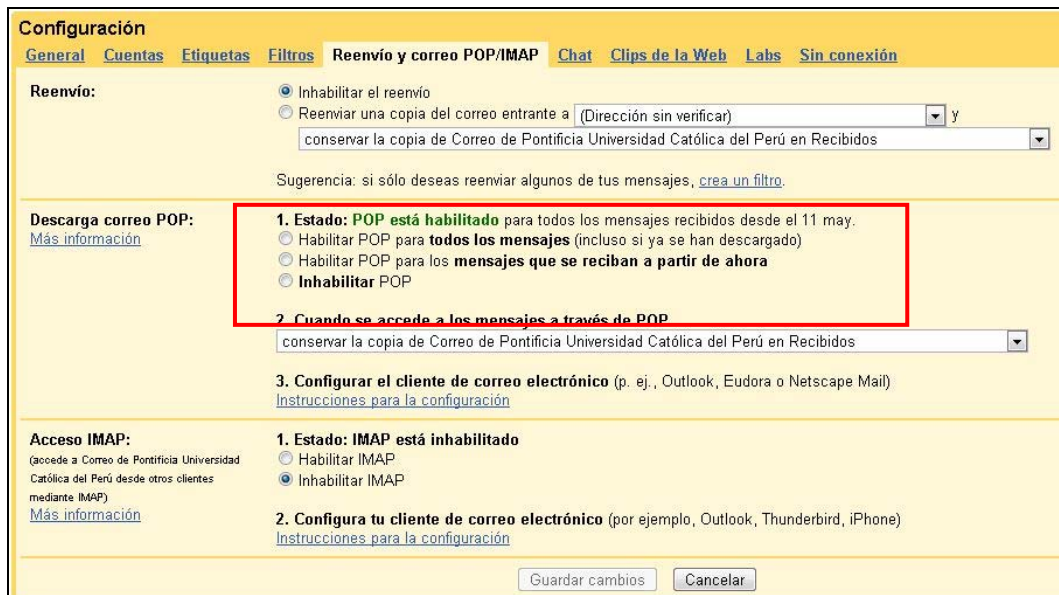 Configuración
General Cuentas Etiquetas Filtros Reenvío y correo POP/IMAP Chat Clips de la Web Labs Sin conexión
Reenvío:
Inhabilitar el reenvío
Reenviar una copia del correo entrante a (Dirección sin verificar) y
conservar la copia de Correo de Pontificia Universidad Católica del Perú en Recibidos
Sugerencia: si sólo deseas reenviar algunos de tus mensajes, crea un filtro.
Descarga correo POP:
Más información
1. Estado: POP está habilitado para todos los mensajes recibidos desde el 11 may.
Habilitar POP para todos los mensajes (incluso si ya se han descargado)
Habilitar POP para los mensajes que se reciban a partir de ahora
Inhabilitar POP
2. Cuando se accede a los mensajes a través de POP
conservar la copia de Correo de Pontificia Universidad Católica del Perú en Recibidos
3. Configurar el cliente de correo electrónico (p. ej., Outlook, Eudora o Netscape Mail)
Instrucciones para la configuración
Acceso IMAP:
(accede a Correo de Pontificia Universidad
Católica del Perú desde otros clientes
mediante IMAP)
Más información
1. Estado: IMAP está inhabilitado
Habilitar IMAP
Inhabilitar IMAP
2. Configura tu cliente de correo electrónico (por ejemplo, Outlook, Thunderbird, iPhone)
Instrucciones para la configuración
Guardar cambios Cancelar